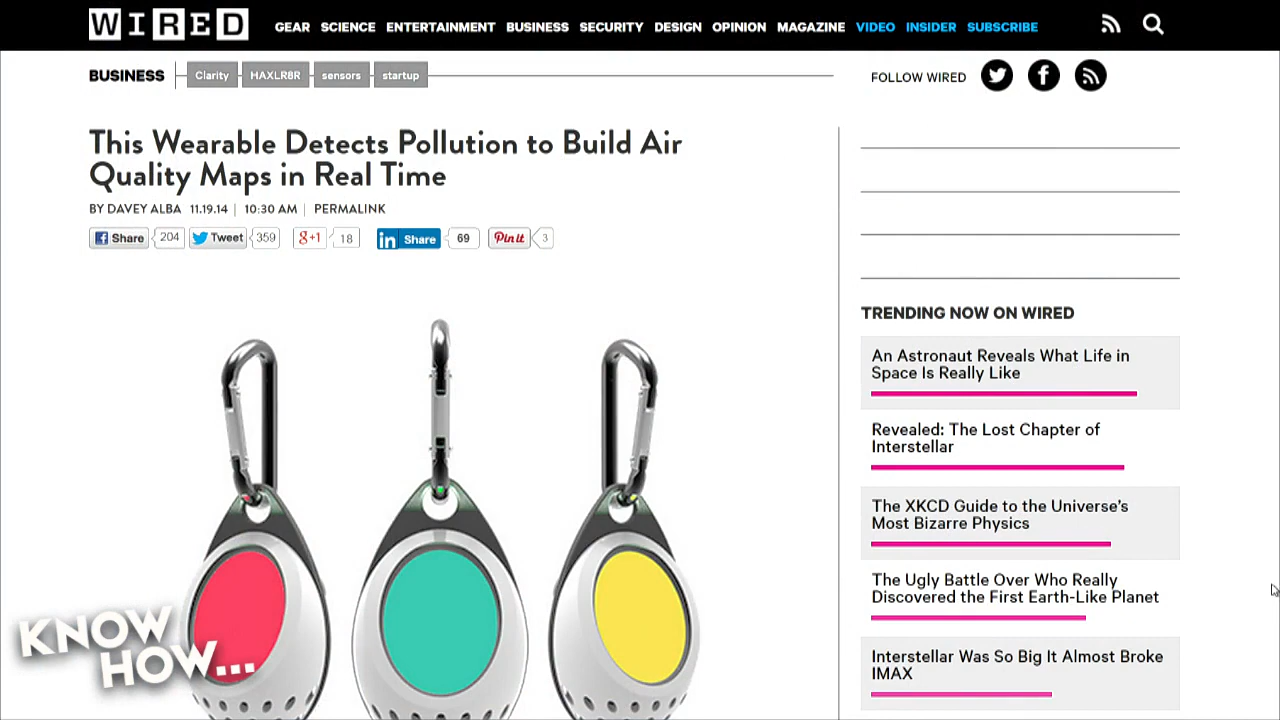 WIRED
GEAR SCIENCE ENTERTAINMENT BUSINESS SECURITY DESIGN OPINION MAGAZINE VIDEO INSIDER SUBSCRIBE
BUSINESS Clarity HAXLR8R sensors startup
FOLLOW WIRED
This Wearable Detects Pollution to Build Air
Quality Maps in Real Time
BY DAVEY ALBA 11.19.14 | 10:30 AM | PERMALINK
Share 204 Tweet 359 g+1 18 in Share 69 Pin it 3
TRENDING NOW ON WIRED
An Astronaut Reveals What Life in
Space Is Really Like
Revealed: The Lost Chapter of
Interstellar
The XKCD Guide to the Universe's
Most Bizarre Physics
The Ugly Battle Over Who Really
Discovered the First Earth-Like Planet
Interstellar Was So Big It Almost Broke
IMAX
KNOW
HOW...